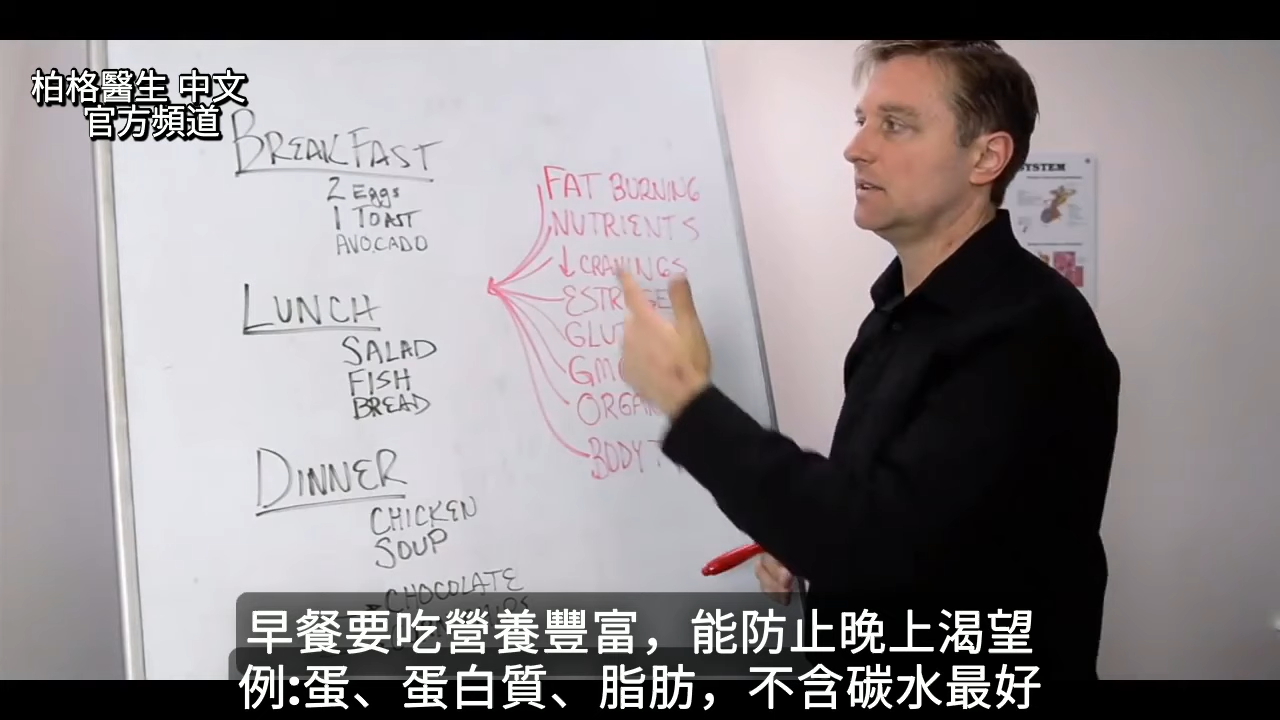 柏格醫生 中文
官方頻道
BREAKFAST
2 Eggs
1 TOAST
AVOCADO
LUNCH
SALAD
FISH
BREAD
DINNER
CHICKEN
SOUP
CHOCOLATE
FAT BURNING
NUTRIENTS
↓ CRAVINGS
BODY
SYSTEM
早餐要吃營養豐富，能防止晚上渴望
例:蛋、蛋白質、脂肪，不含碳水最好